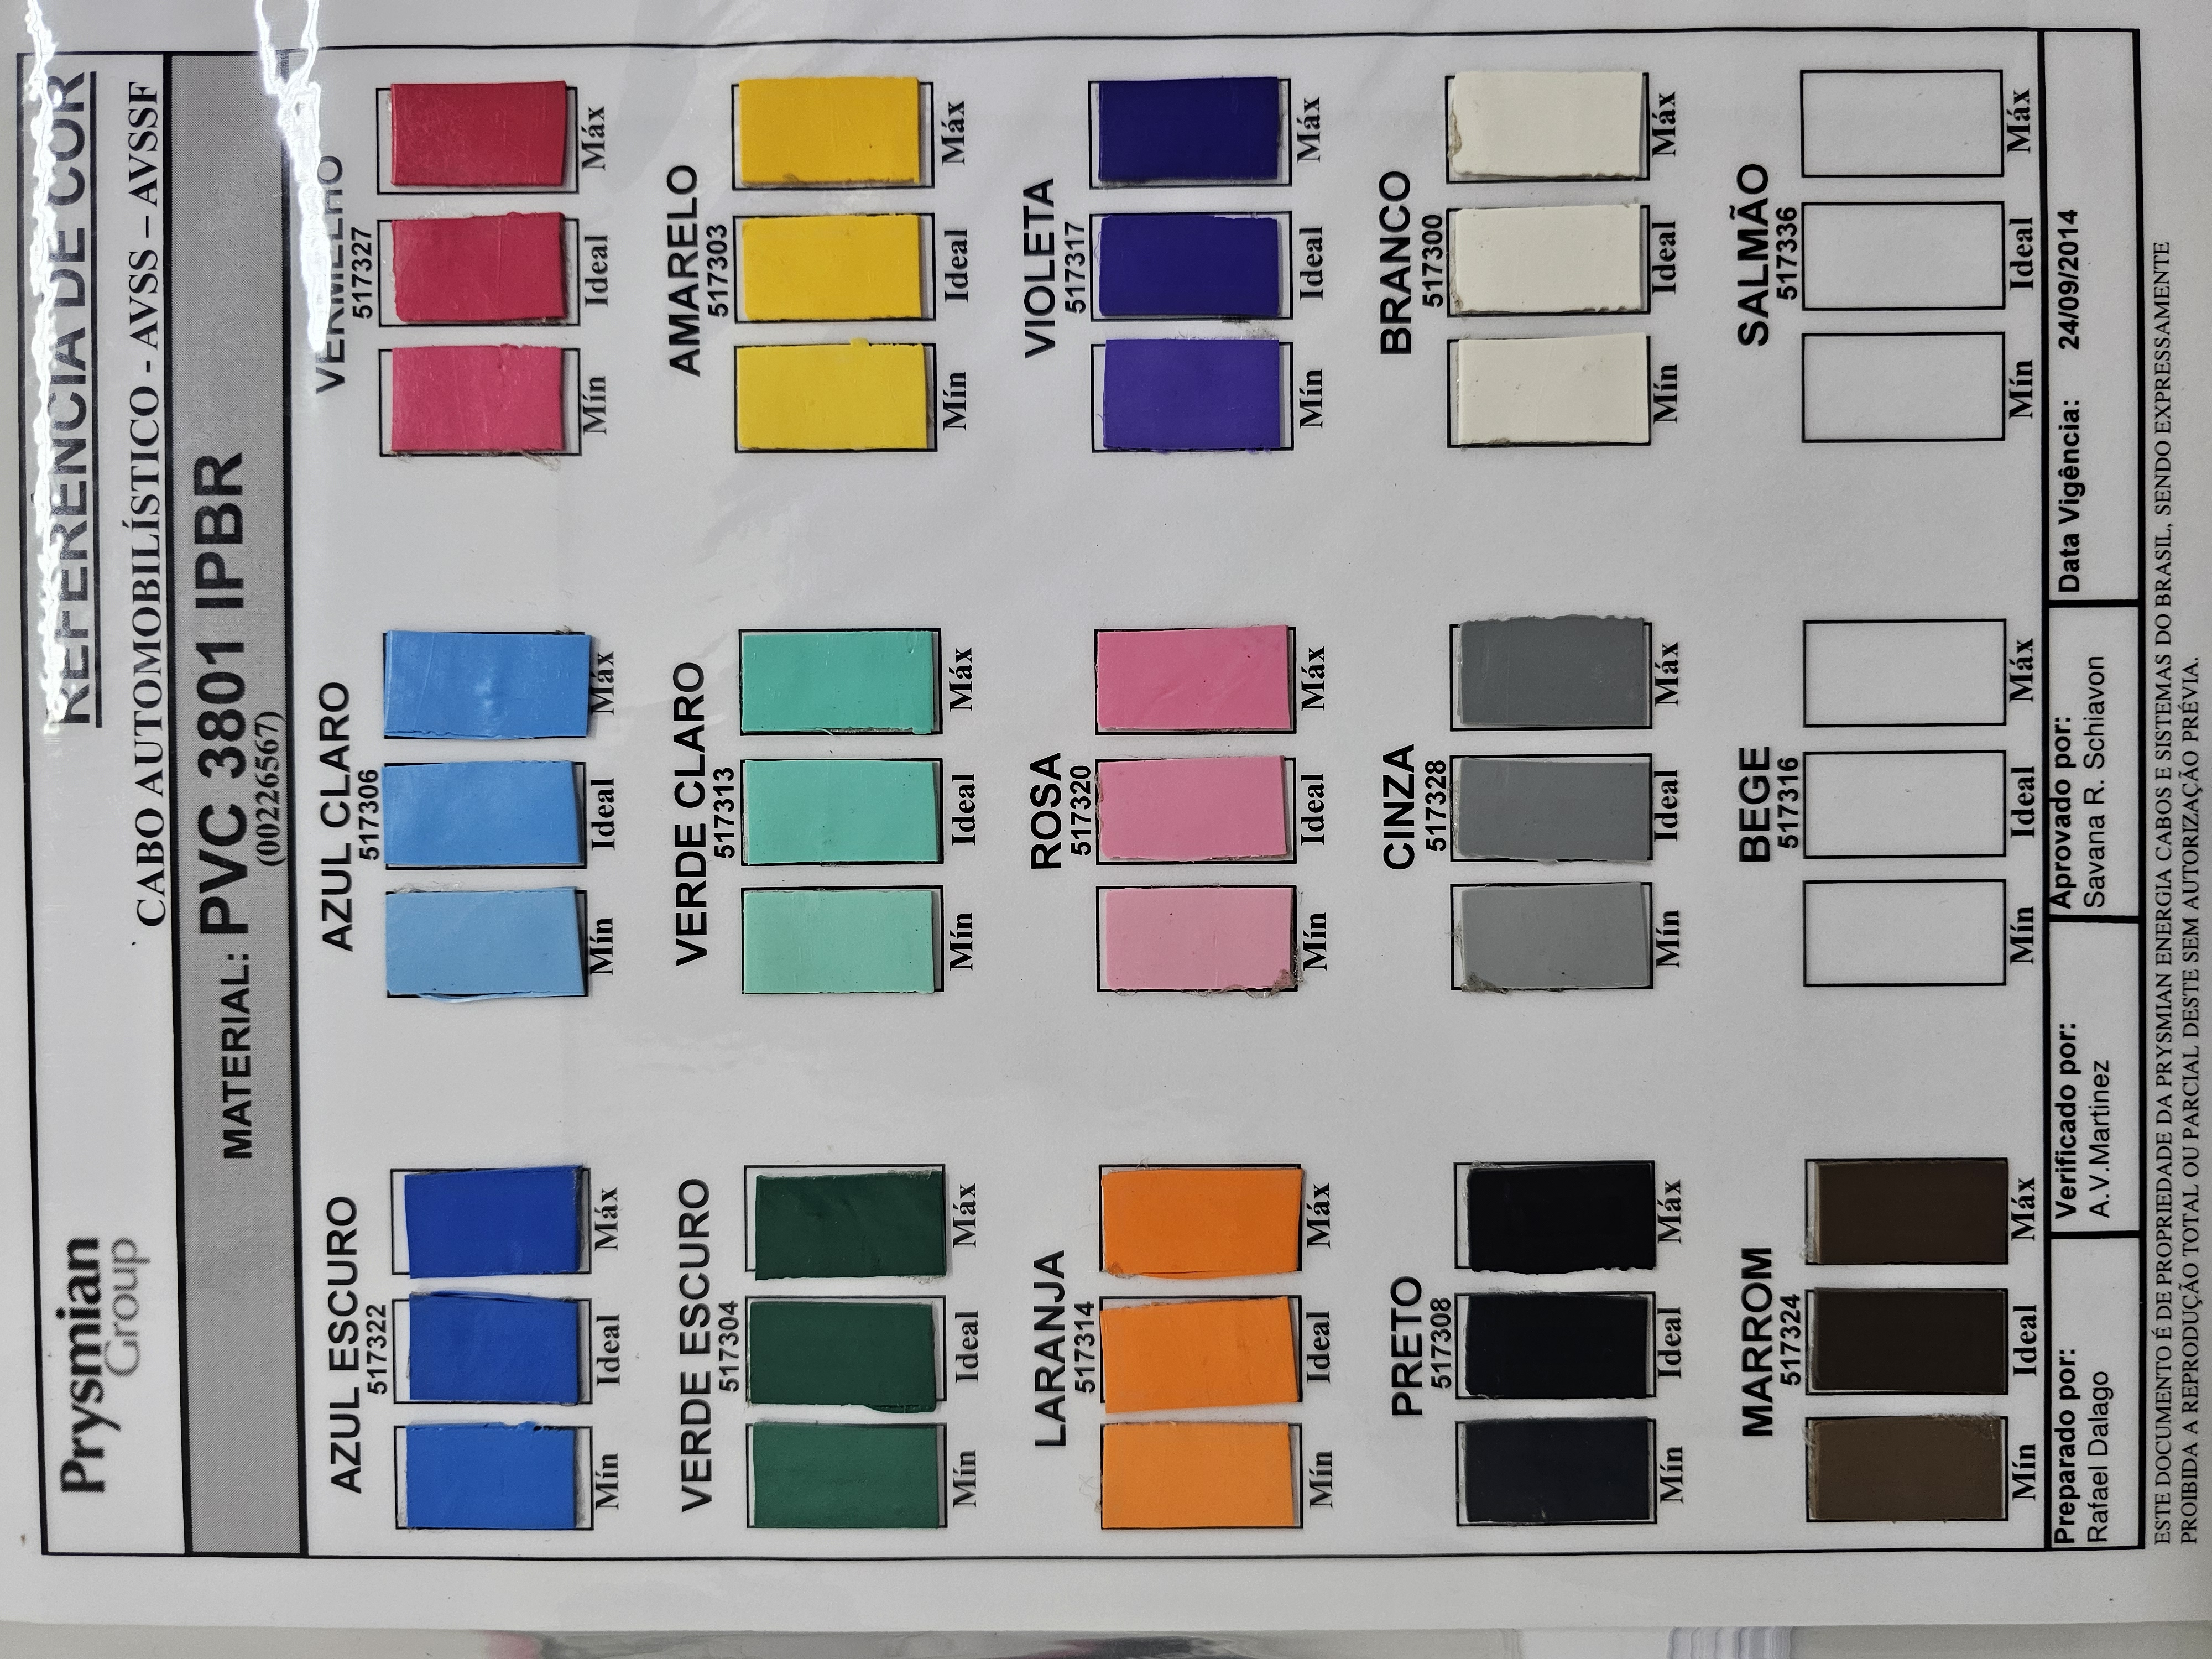 Prysmian
Group
REFERÊNCIA DE COR
CABO AUTOMOBILÍSTICO - AVSS – AVSSF
MATERIAL: PVC 3801 IPBR
(00226567)
AZUL ESCURO
517322
Mín Ideal Máx
AZUL CLARO
517306
Mín Ideal Máx
VERMELHO
517327
Mín Ideal Máx
VERDE ESCURO
517304
Mín Ideal Máx
VERDE CLARO
517313
Mín Ideal Máx
AMARELO
517303
Mín Ideal Máx
LARANJA
517314
Mín Ideal Máx
ROSA
517320
Mín Ideal Máx
VIOLETA
517317
Mín Ideal Máx
PRETO
517308
Mín Ideal Máx
CINZA
517328
Mín Ideal Máx
BRANCO
517300
Mín Ideal Máx
MARROM
517324
Mín Ideal Máx
BEGE
517316
Mín Ideal Máx
SALMÃO
517336
Mín Ideal Máx
Preparado por:
Rafael Dalago
Verificado por:
A.V.Martinez
Aprovado por:
Savana R. Schiavon
Data Vigência: 24/09/2014
ESTE DOCUMENTO É DE PROPRIEDADE DA PRYSMIAN ENERGIA CABOS E SISTEMAS DO BRASIL, SENDO EXPRESSAMENTE
PROIBIDA A REPRODUÇÃO TOTAL OU PARCIAL DESTE SEM AUTORIZAÇÃO PRÉVIA.